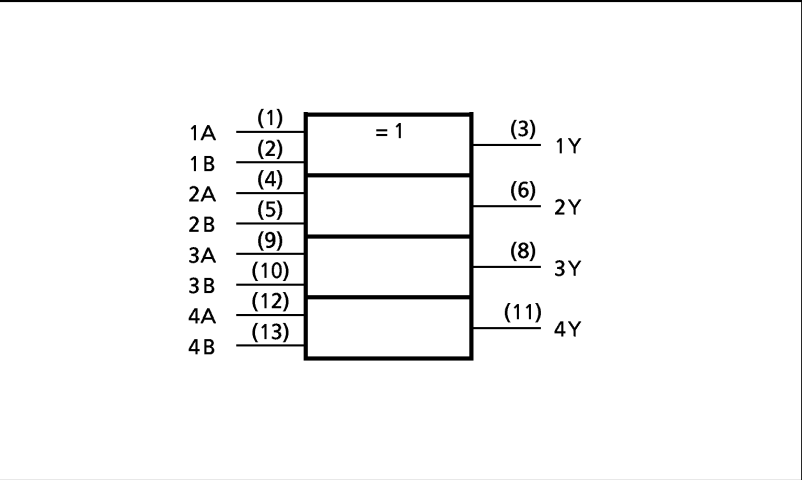 (1)
1A
= 1
(3)
1Y
(2)
1B
(4)
2A
(6)
2Y
(5)
2B
(9)
3A
(8)
3Y
(10)
3B
(12)
4A
(11)
4Y
(13)
4B